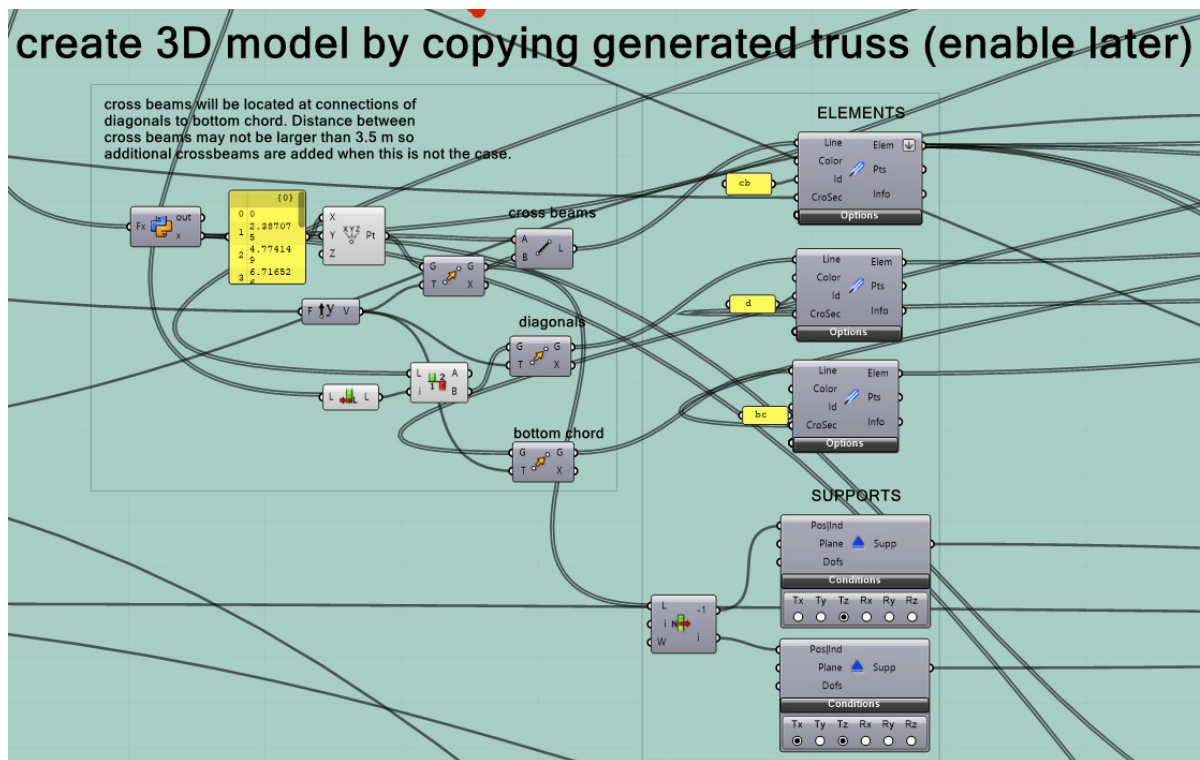 create 3D model by copying generated truss (enable later)
cross beams will be located at connections of
diagonals to bottom chord. Distance between
cross beams may not be larger than 3.5 m so
additional crossbeams are added when this is not the case.
Fx out
x
{0}
0 0
1 2.38707
5
2 4.77414
9
3 6.71652
X
Y XYZ Pt
Z
cross beams
A
B L
G G
T X
F y V
diagonals
G G
T X
L A
i B
L L
bottom chord
G G
T X
ELEMENTS
cb
Line Elem
Color
Id Pts
CroSec Info
Options
d
Line Elem
Color
Id Pts
CroSec Info
Options
bc
Line Elem
Color
Id Pts
CroSec Info
Options
SUPPORTS
L -1
i N
W i
Pos|Ind
Plane Supp
Dofs
Conditions
Tx Ty Tz Rx Ry Rz
Pos|Ind
Plane Supp
Dofs
Conditions
Tx Ty Tz Rx Ry Rz